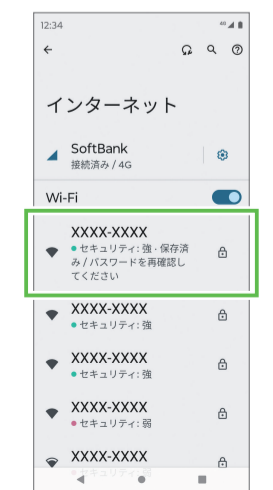 12:34
4G
インターネット
SoftBank
接続済み / 4G
Wi-Fi
XXXX-XXXX
セキュリティ: 強 · 保存済
み / パスワードを再確認し
てください
XXXX-XXXX
セキュリティ: 強
XXXX-XXXX
セキュリティ: 強
XXXX-XXXX
セキュリティ: 弱
XXXX-XXXX